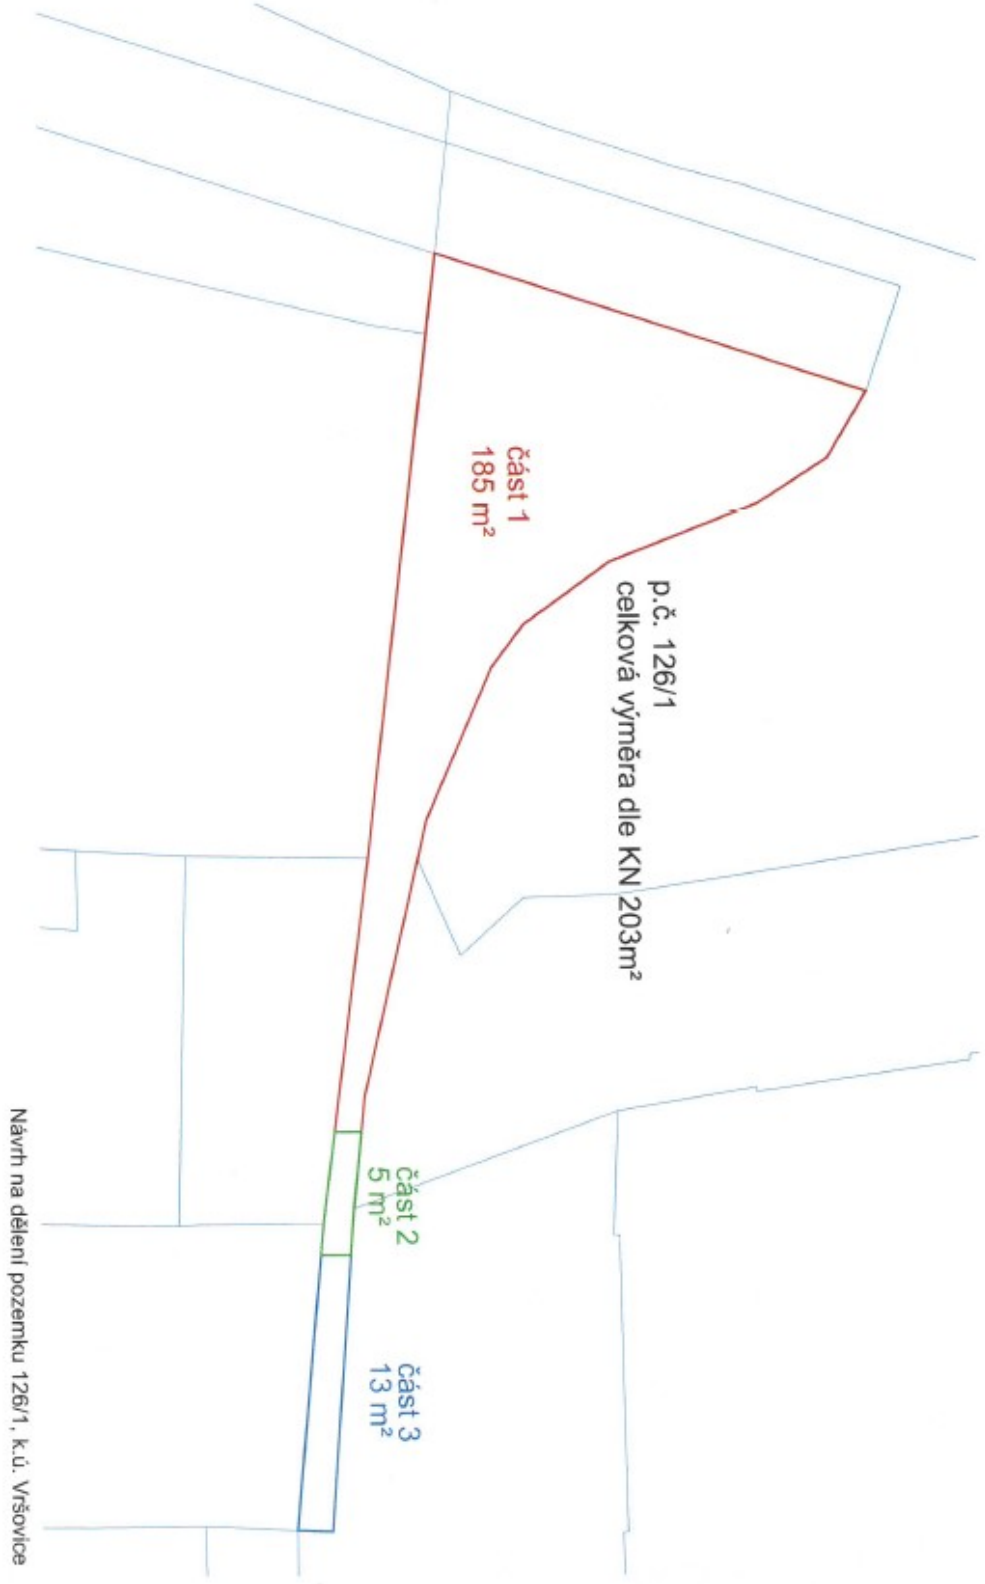 část 1
185 m²
p.č. 126/1
celková výměra dle KN 203m²
část 2
5 m²
část 3
13 m²
Návrh na dělení pozemku 126/1, k.ú. Vršovice